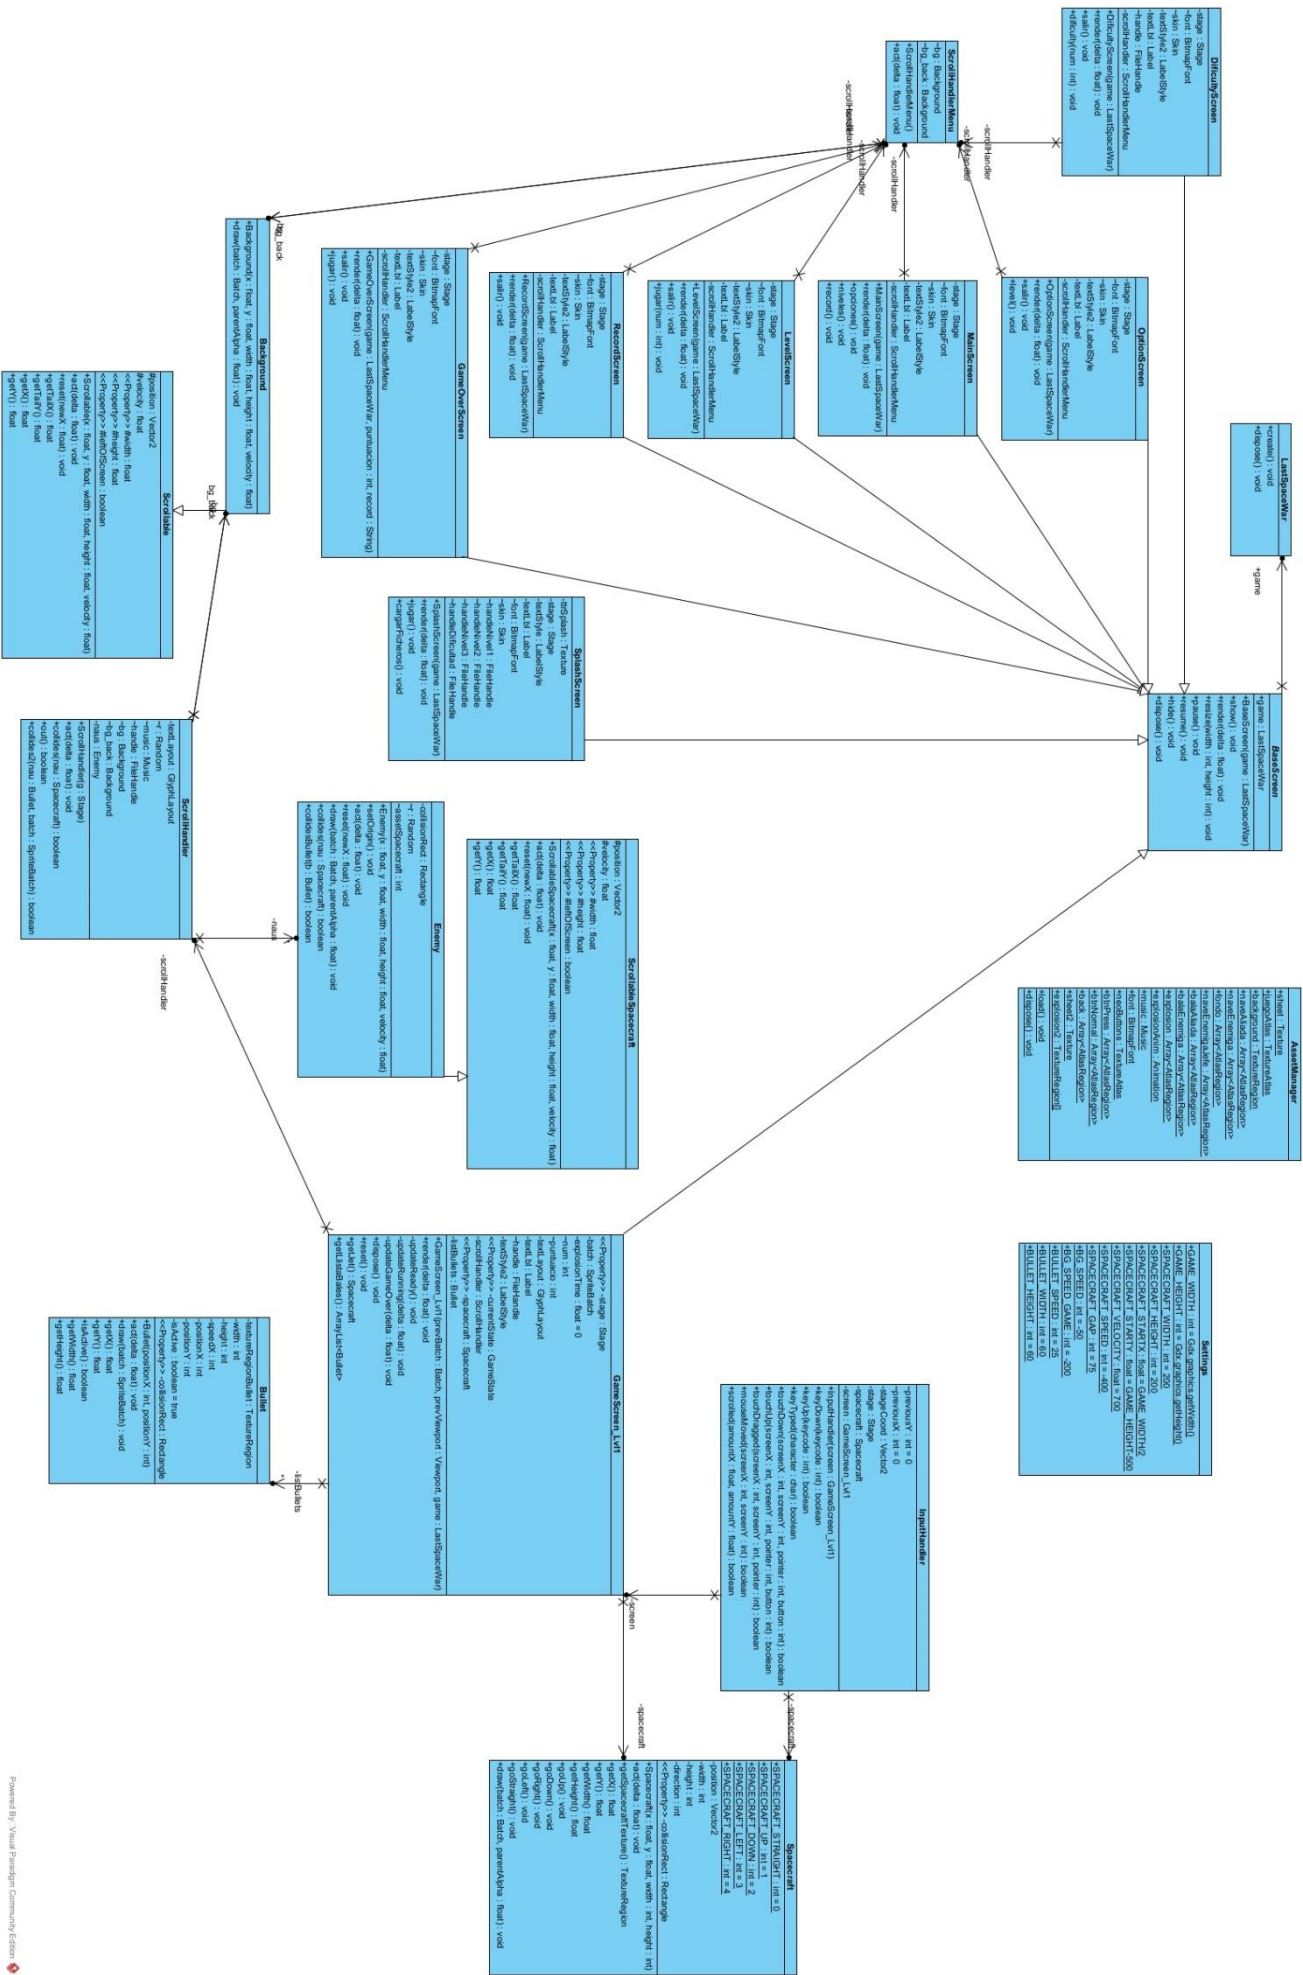 DificultyScreen
-stage : Stage
~font : BitmapFont
~skin : Skin
-textStyle2 : LabelStyle
-textLbl : Label
~handle : FileHandle
-scrollHandler : ScrollHandlerMenu
+DificultyScreen(game : LastSpaceWar)
+render(delta : float) : void
+salir() : void
+dificulty(num : int) : void
LastSpaceWar
+create() : void
+dispose() : void
+game
BaseScreen
+game : LastSpaceWar
+BaseScreen(game : LastSpaceWar)
+show() : void
+render(delta : float) : void
+resize(width : int, height : int) : void
+pause() : void
+resume() : void
+hide() : void
+dispose() : void
AssetManager
+sheet : Texture
+juegoAtlas : TextureAtlas
+background : TextureRegion
+naveAliada : Array<AtlasRegion>
+naveEnemiga : Array<AtlasRegion>
+naveEnemigaJefe : Array<AtlasRegion>
+fondo : Array<AtlasRegion>
+balaAliada : Array<AtlasRegion>
+balaEnemiga : Array<AtlasRegion>
+explosion : Array<AtlasRegion>
+explosionAnim : Animation
+music : Music
+font : BitmapFont
+neoButtons : TextureAtlas
+btnPress : Array<AtlasRegion>
+btnNormal : Array<AtlasRegion>
+back : Array<AtlasRegion>
+sheet2 : Texture
+explosion2 : TextureRegion[]
+load() : void
+dispose() : void
Settings
+GAME_WIDTH : int = Gdx.graphics.getWidth()
+GAME_HEIGHT : int = Gdx.graphics.getHeight()
+SPACECRAFT_WIDTH : int = 200
+SPACECRAFT_HEIGHT : int = 200
+SPACECRAFT_STARTX : float = GAME_WIDTH/2
+SPACECRAFT_STARTY : float = GAME_HEIGHT-500
+SPACECRAFT_VELOCITY : float = 700
+SPACECRAFT_SPEED : int = -400
+SPACECRAFT_GAP : int = 75
+BG_SPEED : int = -50
+BG_SPEED_GAME : int = -200
+BULLET_SPEED : int = 25
+BULLET_WIDTH : int = 60
+BULLET_HEIGHT : int = 60
ScrollHandlerMenu
~bg : Background
~bg_back : Background
+ScrollHandlerMenu()
+act(delta : float) : void
-scrollHandler
-scrollHandler
-scrollHandler
-scrollHandler
-scrollHandler
-scrollHandler
OptionScreen
-stage : Stage
~font : BitmapFont
~skin : Skin
-textStyle2 : LabelStyle
-textLbl : Label
-scrollHandler : ScrollHandlerMenu
+OptionScreen(game : LastSpaceWar)
+render(delta : float) : void
+salir() : void
+level() : void
MainScreen
-stage : Stage
~font : BitmapFont
~skin : Skin
-textStyle2 : LabelStyle
-textLbl : Label
-scrollHandler : ScrollHandlerMenu
+MainScreen(game : LastSpaceWar)
+render(delta : float) : void
+opciones() : void
+niveles() : void
+record() : void
LevelScreen
-stage : Stage
~font : BitmapFont
~skin : Skin
-textStyle2 : LabelStyle
-textLbl : Label
-scrollHandler : ScrollHandlerMenu
+LevelScreen(game : LastSpaceWar)
+render(delta : float) : void
+salir() : void
+jugar(num : int) : void
RecordScreen
-stage : Stage
~font : BitmapFont
~skin : Skin
-textStyle2 : LabelStyle
-textLbl : Label
-scrollHandler : ScrollHandlerMenu
+RecordScreen(game : LastSpaceWar)
+render(delta : float) : void
+salir() : void
GameOverScreen
-stage : Stage
~font : BitmapFont
~skin : Skin
-textStyle2 : LabelStyle
-textLbl : Label
-scrollHandler : ScrollHandlerMenu
+GameOverScreen(game : LastSpaceWar, puntuacion : int, record : String)
+render(delta : float) : void
+salir() : void
+jugar() : void
SplashScreen
-ttrSplash : Texture
-stage : Stage
-textStyle : LabelStyle
-textLbl : Label
~font : BitmapFont
~skin : Skin
~handleNivel1 : FileHandle
~handleNivel2 : FileHandle
~handleNivel3 : FileHandle
~handleDificultad : FileHandle
+SplashScreen(game : LastSpaceWar)
+render(delta : float) : void
+jugar() : void
+cargarFicheros() : void
ScrollableSpacecraft
#position : Vector2
#velocity : float
<<Property>> #width : float
<<Property>> #height : float
<<Property>> #leftOfScreen : boolean
+ScrollableSpacecraft(x : float, y : float, width : float, height : float, velocity : float)
+act(delta : float) : void
+reset(newX : float) : void
+getTailX() : float
+getTailY() : float
+getX() : float
+getY() : float
Enemy
-collisionRect : Rectangle
~r : Random
~assetSpacecraft : int
+Enemy(x : float, y : float, width : float, height : float, velocity : float)
+setOrigin() : void
+act(delta : float) : void
+reset(newX : float) : void
+draw(batch : Batch, parentAlpha : float) : void
+collides(nau : Spacecraft) : boolean
+collidesBullet(b : Bullet) : boolean
InputHandler
~previousY : int = 0
~previousX : int = 0
-stageCoord : Vector2
-stage : Stage
-spacecraft : Spacecraft
-screen : GameScreen_Lvl1
+InputHandler(screen : GameScreen_Lvl1)
+keyDown(keycode : int) : boolean
+keyUp(keycode : int) : boolean
+keyTyped(character : char) : boolean
+touchDown(screenX : int, screenY : int, pointer : int, button : int) : boolean
+touchUp(screenX : int, screenY : int, pointer : int, button : int) : boolean
+touchDragged(screenX : int, screenY : int, pointer : int) : boolean
+mouseMoved(screenX : int, screenY : int) : boolean
+scrolled(amountX : float, amountY : float) : boolean
-screen
-spacecraft
-spacecraft
Spacecraft
+SPACECRAFT_STRAIGHT : int = 0
+SPACECRAFT_UP : int = 1
+SPACECRAFT_DOWN : int = 2
+SPACECRAFT_LEFT : int = 3
+SPACECRAFT_RIGHT : int = 4
-position : Vector2
-width : int
-height : int
-direction : int
<<Property>> -collisionRect : Rectangle
+Spacecraft(x : float, y : float, width : int, height : int)
+act(delta : float) : void
+getSpacecraftTexture() : TextureRegion
+getX() : float
+getY() : float
+getWidth() : float
+getHeight() : float
+goUp() : void
+goDown() : void
+goRight() : void
+goLeft() : void
+goStraight() : void
+draw(batch : Batch, parentAlpha : float) : void
GameScreen_Lvl1
<<Property>> -stage : Stage
-batch : SpriteBatch
-explosionTime : float = 0
~num : int
~puntuacio : int
-textLayout : GlyphLayout
-textLbl : Label
~handle : FileHandle
-textStyle2 : LabelStyle
<<Property>> -currentState : GameState
-scrollHandler : ScrollHandler
<<Property>> -spacecraft : Spacecraft
-listBullets : Bullet
+GameScreen_Lvl1(prevBatch : Batch, prevViewport : Viewport, game : LastSpaceWar)
+render(delta : float) : void
-updateReady() : void
-updateRunning(delta : float) : void
-updateGameOver(delta : float) : void
+dispose() : void
+reset() : void
+getJet() : Spacecraft
+getLlistaBales() : ArrayList<Bullet>
-listBullets
*
Bullet
-textureRegionBullet : TextureRegion
-width : int
-height : int
-speedX : int
-positionX : int
-positionY : int
-isActive : boolean = true
<<Property>> -collisionRect : Rectangle
+Bullet(positionX : int, positionY : int)
+act(delta : float) : void
+draw(batch : SpriteBatch) : void
+getX() : float
+getY() : float
+isActive() : boolean
+getWidth() : float
+getHeight() : float
Background
+Background(x : float, y : float, width : float, height : float, velocity : float)
+draw(batch : Batch, parentAlpha : float) : void
bg_back
Scrollable
#position : Vector2
#velocity : float
<<Property>> #width : float
<<Property>> #height : float
<<Property>> #leftOfScreen : boolean
+Scrollable(x : float, y : float, width : float, height : float, velocity : float)
+act(delta : float) : void
+reset(newX : float) : void
+getTailX() : float
+getTailY() : float
+getX() : float
+getY() : float
ScrollHandler
-textLayout : GlyphLayout
~r : Random
~music : Music
~handle : FileHandle
~bg : Background
~bg_back : Background
-naus : Enemy
+ScrollHandler(g : Stage)
+act(delta : float) : void
+collides(nau : Spacecraft) : boolean
+out() : boolean
+collides2(nau : Bullet, batch : SpriteBatch) : boolean
-naus
-scrollHandler
Powered By Visual Paradigm Community Edition